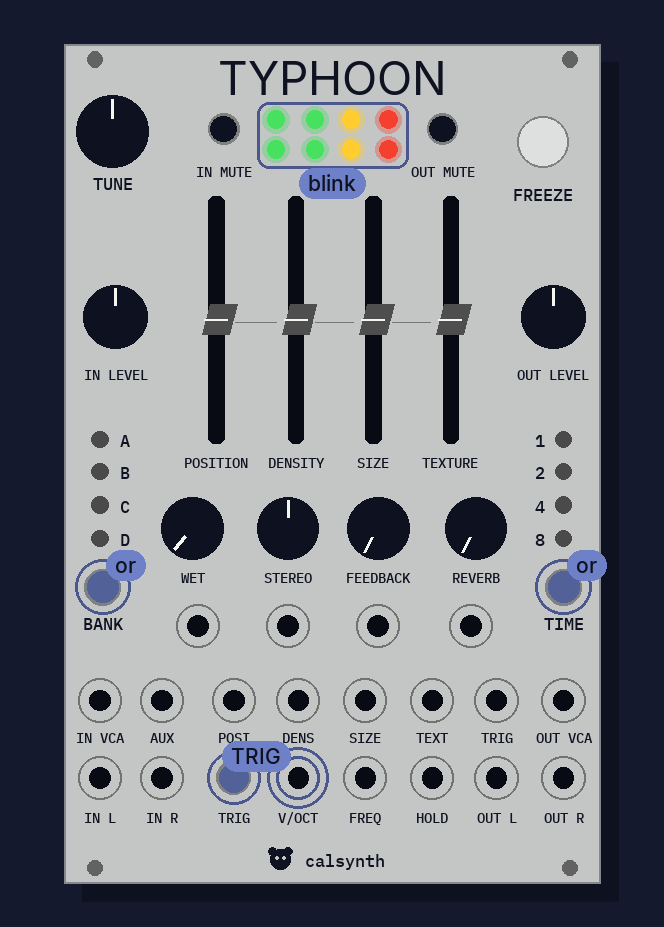 TYPHOON
TUNE
IN MUTE
OUT MUTE
blink
FREEZE
IN LEVEL
OUT LEVEL
A
1
B
2
C
4
D
8
POSITION DENSITY SIZE TEXTURE
or
or
WET STEREO FEEDBACK REVERB
BANK
TIME
IN VCA AUX POSI DENS SIZE TEXT TRIG OUT VCA
TRIG
IN L IN R TRIG V/OCT FREQ HOLD OUT L OUT R
calsynth